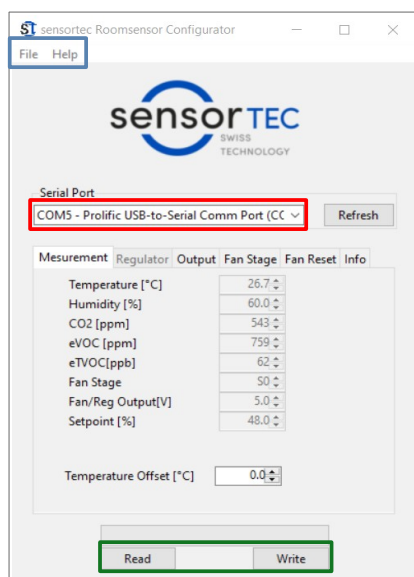 sensortec Roomsensor Configurator
File Help
sensorTEC
SWISS
TECHNOLOGY
Serial Port
COM5 - Prolific USB-to-Serial Comm Port (CC
Refresh
Mesurement Regulator Output Fan Stage Fan Reset Info
Temperature [°C] 26.7
Humidity [%] 60.0
CO2 [ppm] 543
eVOC [ppm] 759
eTVOC[ppb] 62
Fan Stage S0
Fan/Reg Output[V] 5.0
Setpoint [%] 48.0
Temperature Offset [°C] 0.0
Read Write